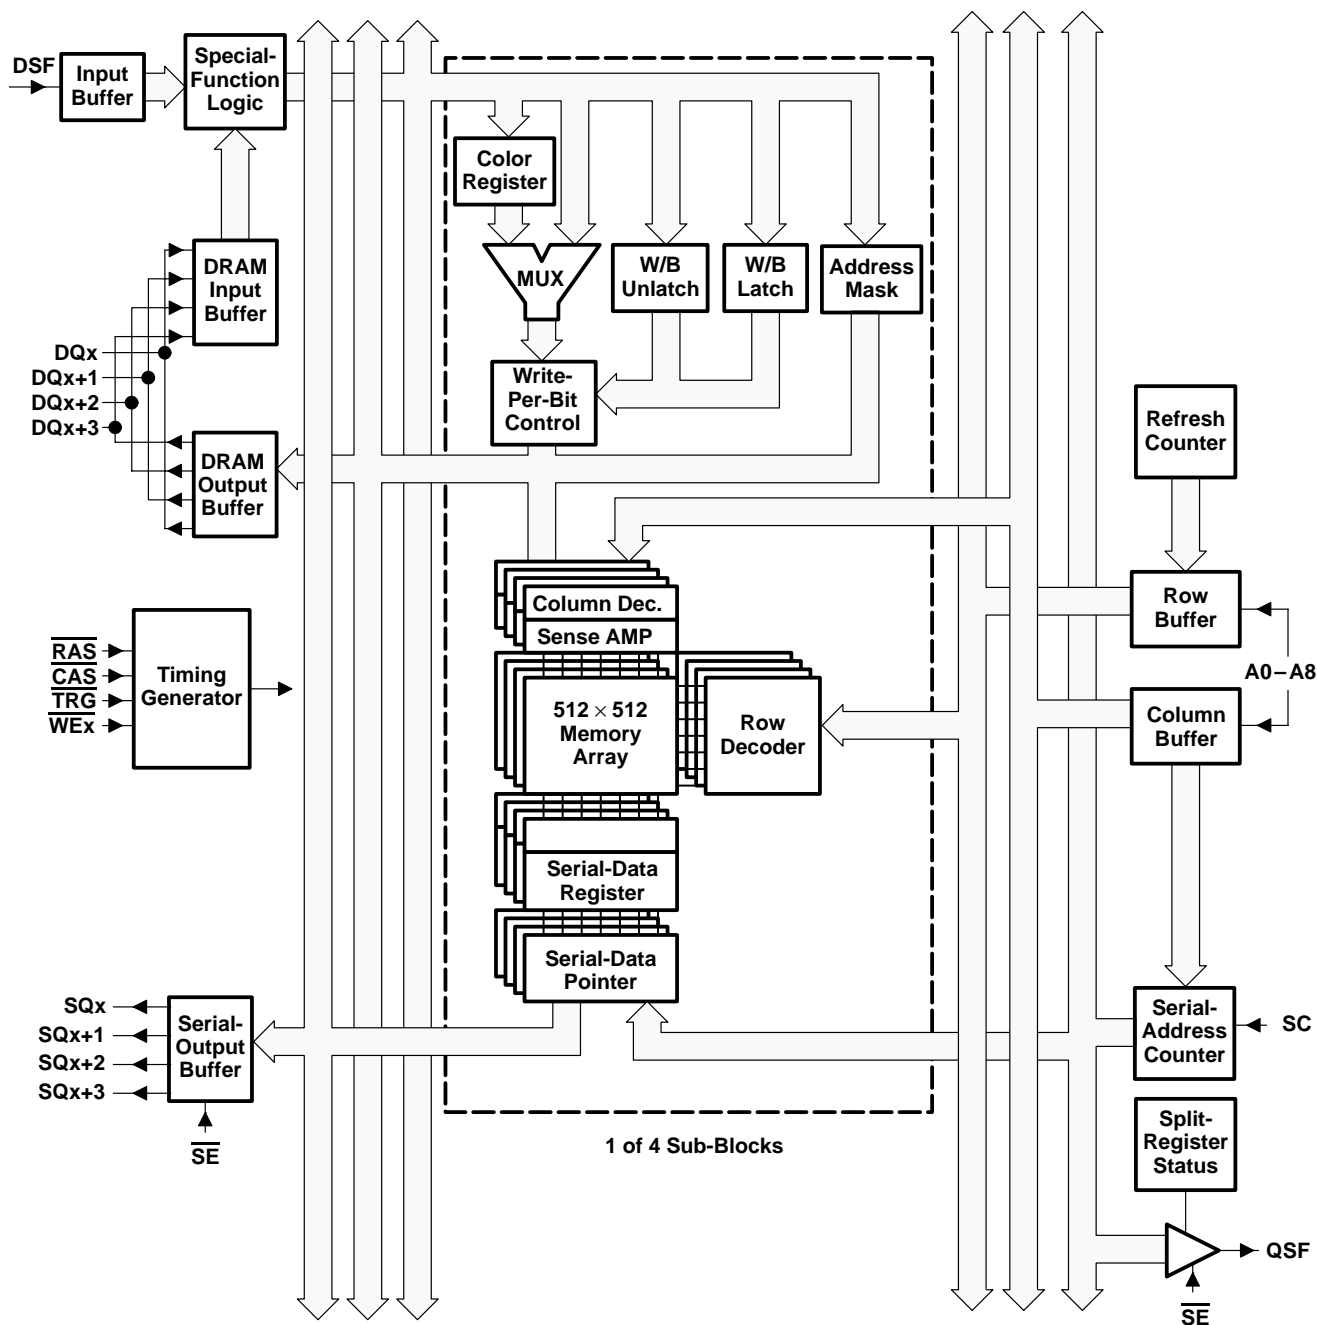 DSF
Input
Buffer
Special-
Function
Logic
Color
Register
MUX
W/B
Unlatch
W/B
Latch
Address
Mask
DRAM
Input
Buffer
DQx
DQx+1
DQx+2
DQx+3
Write-
Per-Bit
Control
DRAM
Output
Buffer
Refresh
Counter
Row
Buffer
A0–A8
Column
Buffer
Column Dec.
Sense AMP
RAS
CAS
TRG
WEx
Timing
Generator
512 × 512
Memory
Array
Row
Decoder
Serial-Data
Register
Serial-Data
Pointer
SQx
SQx+1
SQx+2
SQx+3
Serial-
Output
Buffer
SE
Serial-
Address
Counter
SC
1 of 4 Sub-Blocks
Split-
Register
Status
QSF
SE